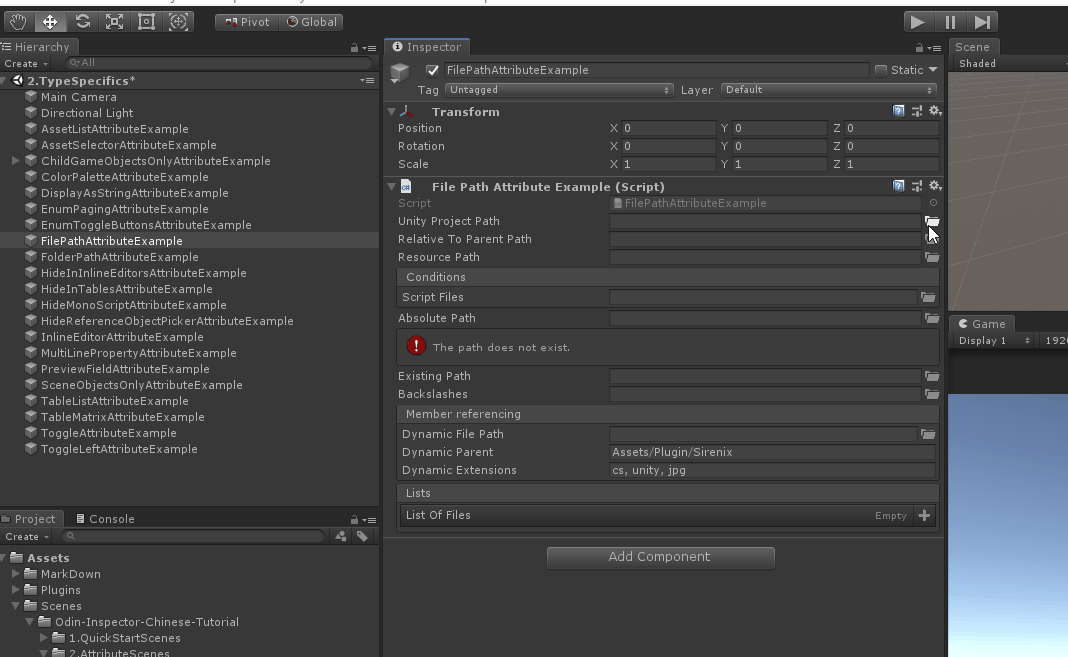 Pivot
Global
Hierarchy
Create
All
2.TypeSpecifics*
Main Camera
Directional Light
AssetListAttributeExample
AssetSelectorAttributeExample
ChildGameObjectsOnlyAttributeExample
ColorPaletteAttributeExample
DisplayAsStringAttributeExample
EnumPagingAttributeExample
EnumToggleButtonsAttributeExample
FilePathAttributeExample
FolderPathAttributeExample
HideInInlineEditorsAttributeExample
HideInTablesAttributeExample
HideMonoScriptAttributeExample
HideReferenceObjectPickerAttributeExample
InlineEditorAttributeExample
MultiLinePropertyAttributeExample
PreviewFieldAttributeExample
SceneObjectsOnlyAttributeExample
TableListAttributeExample
TableMatrixAttributeExample
ToggleAttributeExample
ToggleLeftAttributeExample
Project
Console
Create
Assets
MarkDown
Plugins
Scenes
Odin-Inspector-Chinese-Tutorial
1.QuickStartScenes
2.AttributeScenes
Inspector
FilePathAttributeExample
Static
Tag Untagged Layer Default
Transform
Position X 0 Y 0 Z 0
Rotation X 0 Y 0 Z 0
Scale X 1 Y 1 Z 1
File Path Attribute Example (Script)
Script FilePathAttributeExample
Unity Project Path
Relative To Parent Path
Resource Path
Conditions
Script Files
Absolute Path
The path does not exist.
Existing Path
Backslashes
Member referencing
Dynamic File Path
Dynamic Parent Assets/Plugin/Sirenix
Dynamic Extensions cs, unity, jpg
Lists
List Of Files Empty
Add Component
Scene
Shaded
Game
Display 1